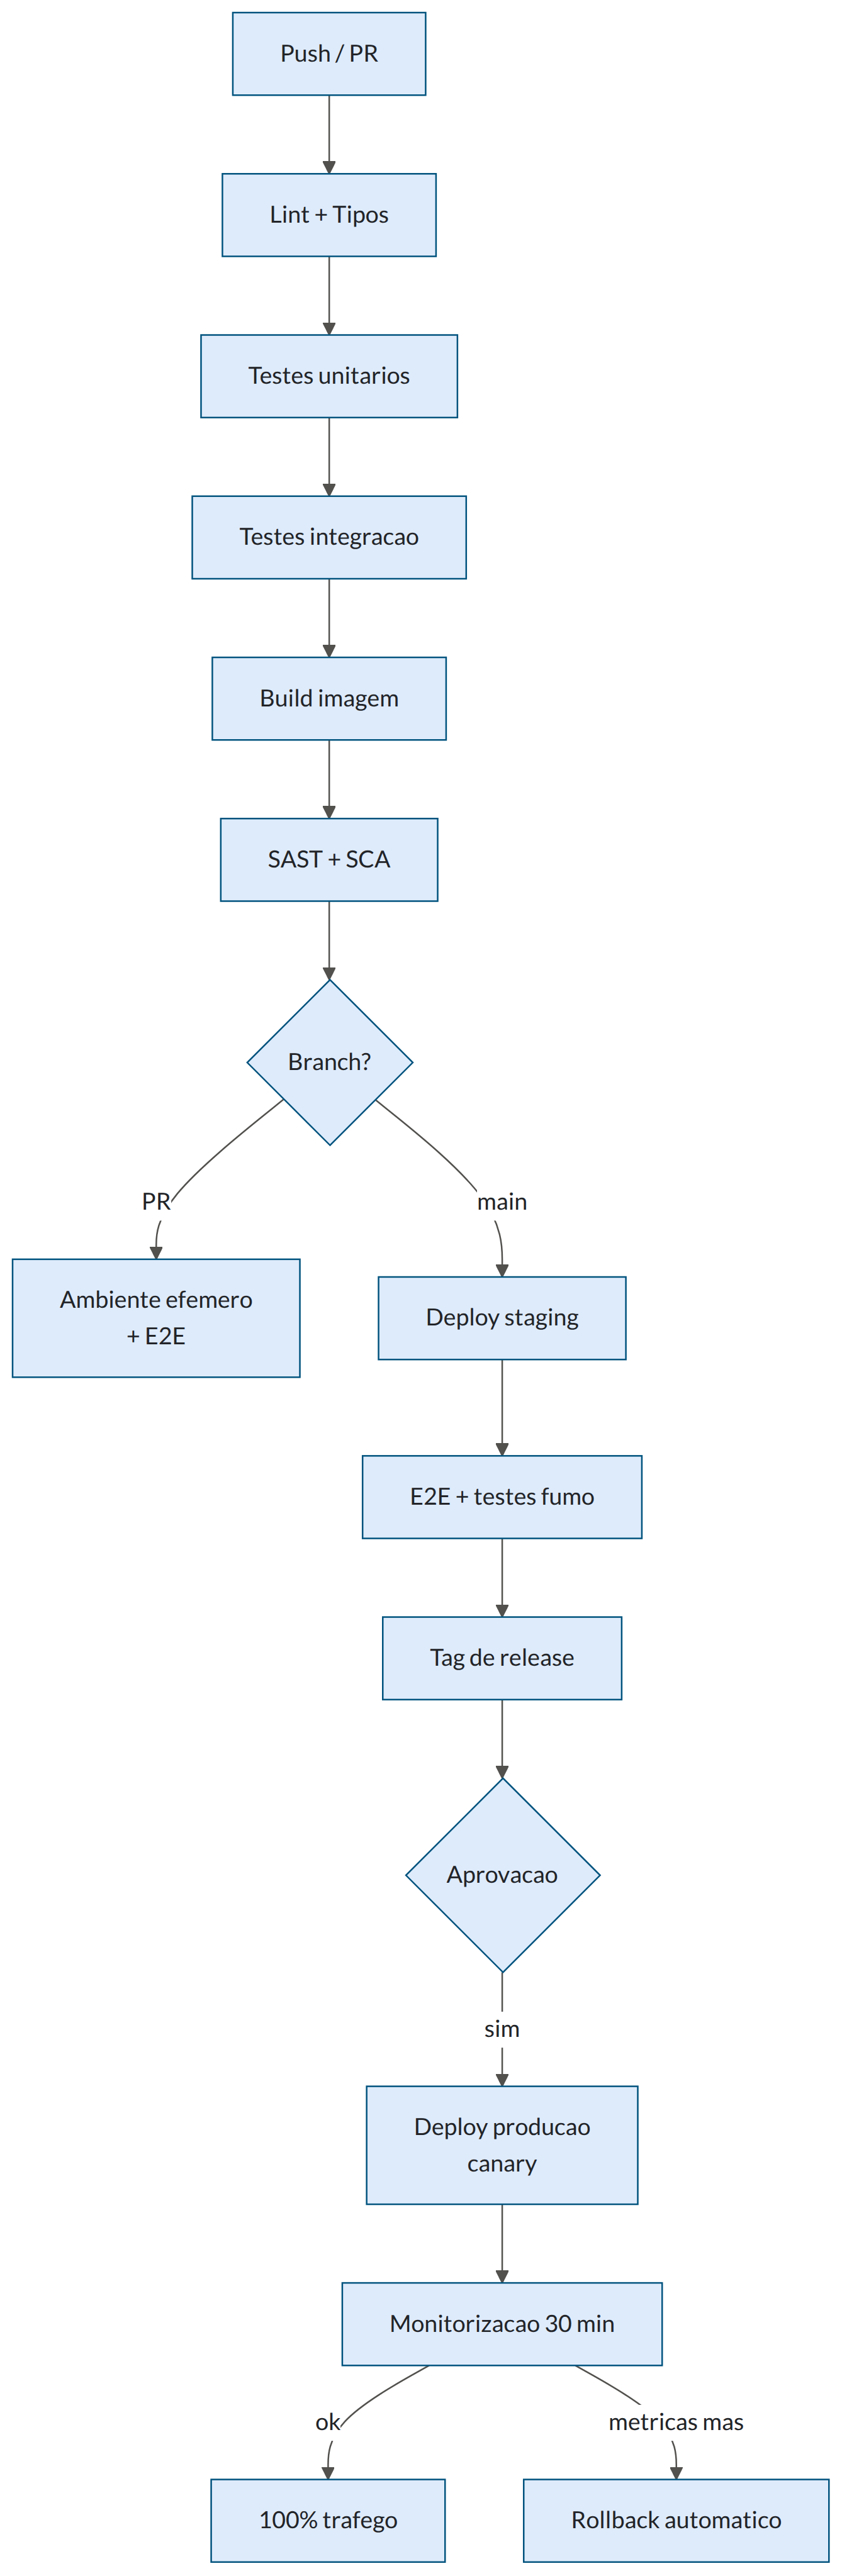 Push / PR
Lint + Tipos
Testes unitarios
Testes integracao
Build imagem
SAST + SCA
Branch?
PR
main
Ambiente efemero
+ E2E
Deploy staging
E2E + testes fumo
Tag de release
Aprovacao
sim
Deploy producao
canary
Monitorizacao 30 min
ok
metricas mas
100% trafego
Rollback automatico